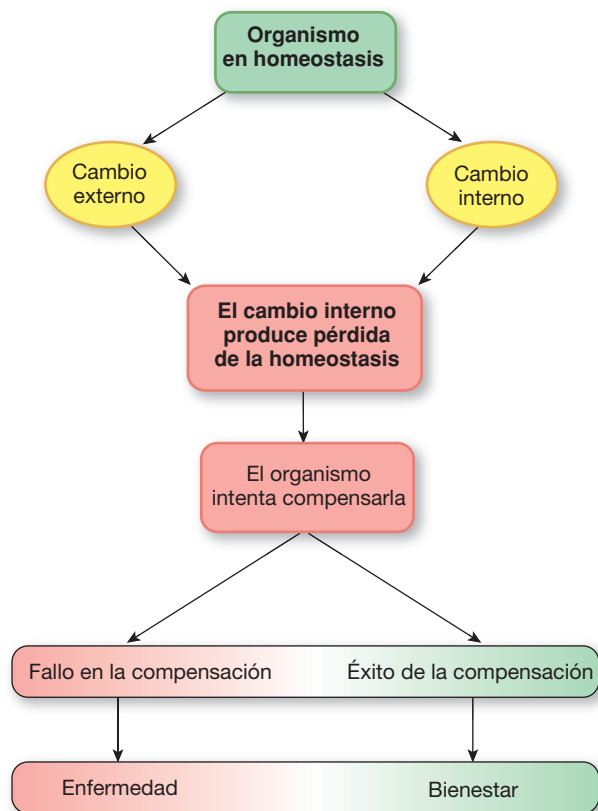 Organismo
en homeostasis
Cambio
externo
Cambio
interno
El cambio interno
produce pérdida
de la homeostasis
El organismo
intenta compensarla
Fallo en la compensación
Éxito de la compensación
Enfermedad
Bienestar